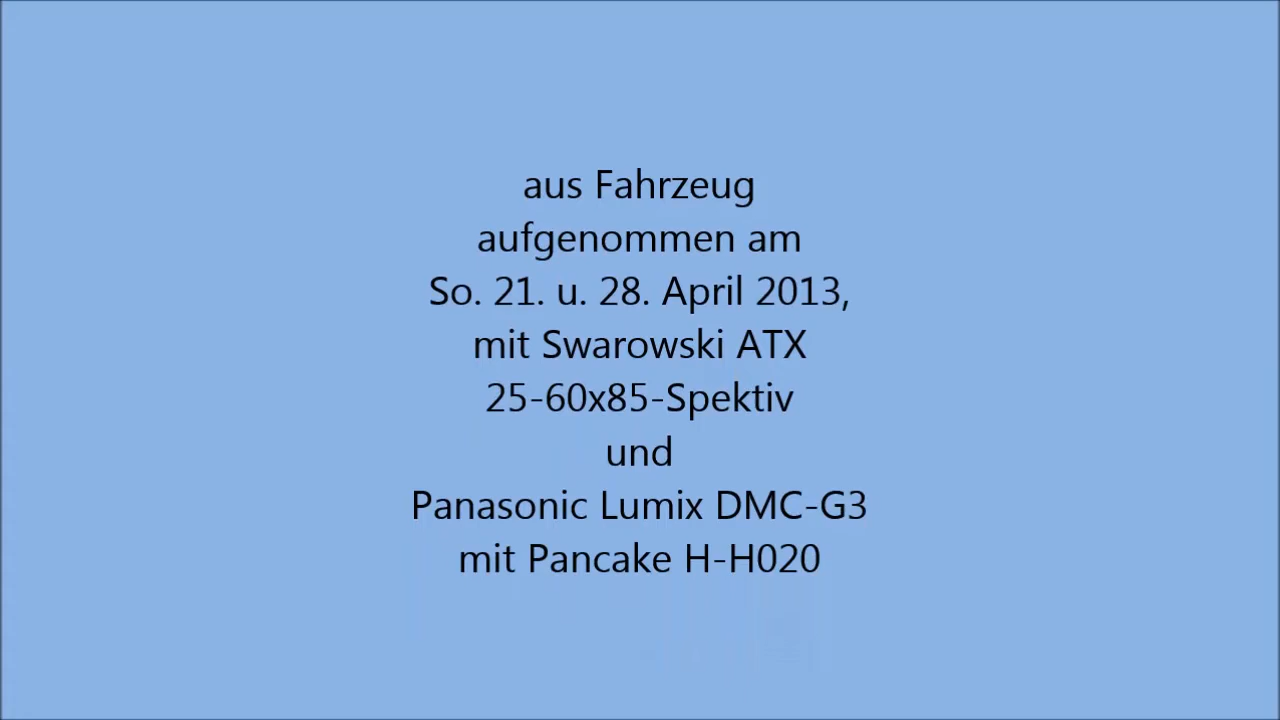 aus Fahrzeug
aufgenommen am
So. 21. u. 28. April 2013,
mit Swarowski ATX
25-60x85-Spektiv
und
Panasonic Lumix DMC-G3
mit Pancake H-H020